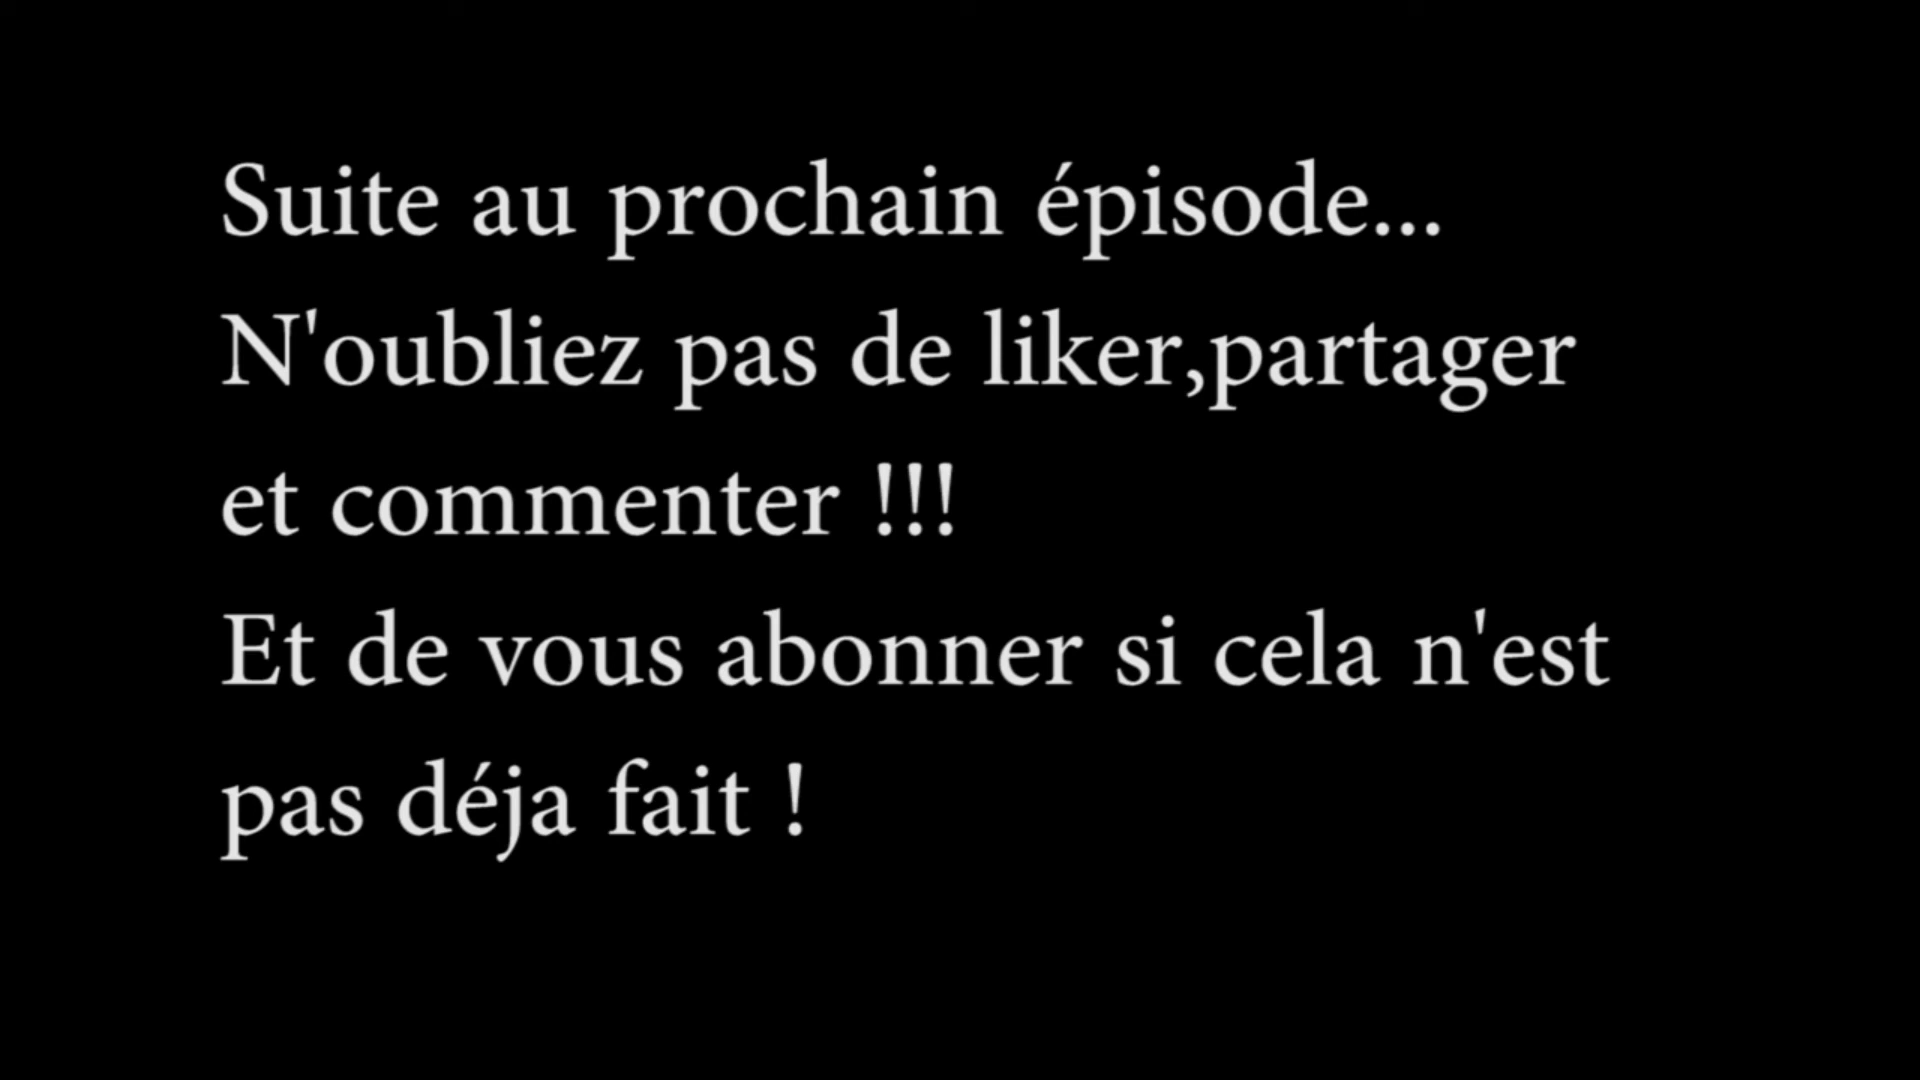 Suite au prochain épisode...
N'oubliez pas de liker,partager
et commenter !!!
Et de vous abonner si cela n'est
pas déja fait !